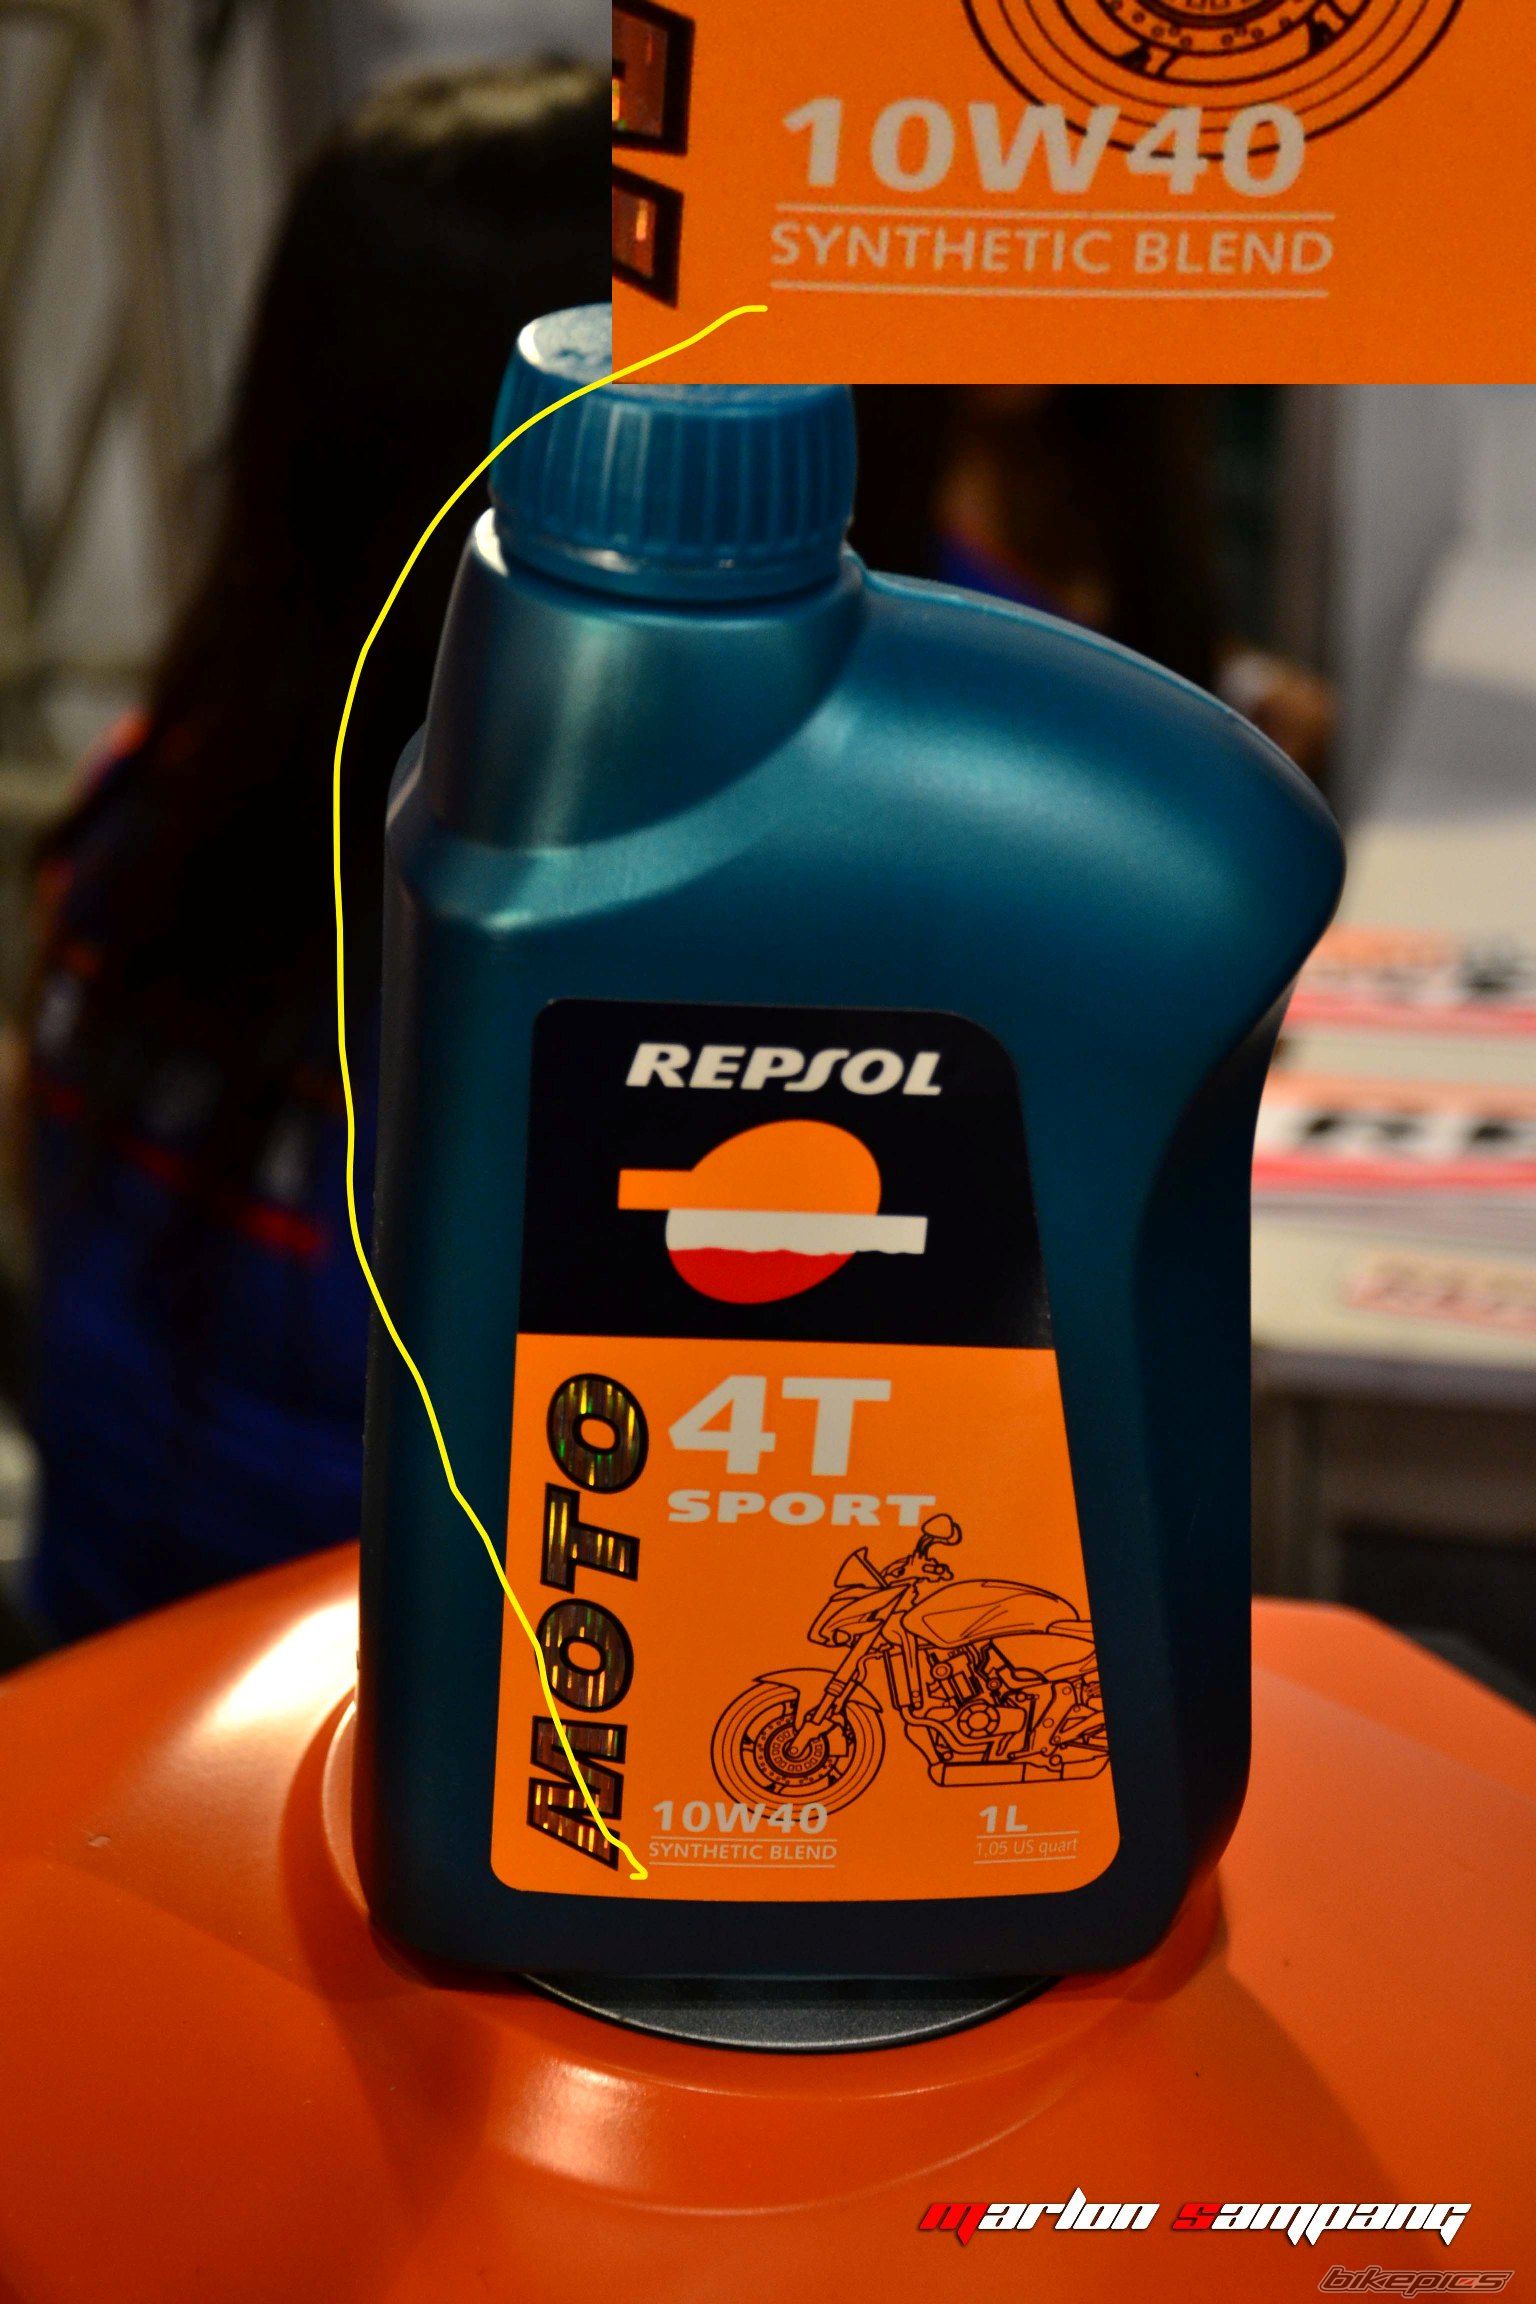 10W40
SYNTHETIC BLEND
REPSOL
MOTO
4T
SPORT
10W40
SYNTHETIC BLEND
1L
1,05 US quart
marlon sampang
bikepics